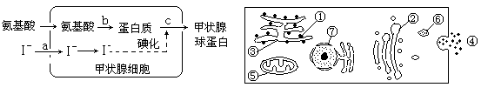 氨基酸 氨基酸 b 蛋白质 c 甲状腺球蛋白
I⁻ a I⁻ I⁻ 碘化
甲状腺细胞
① ② ③ ④ ⑤ ⑥ ⑦